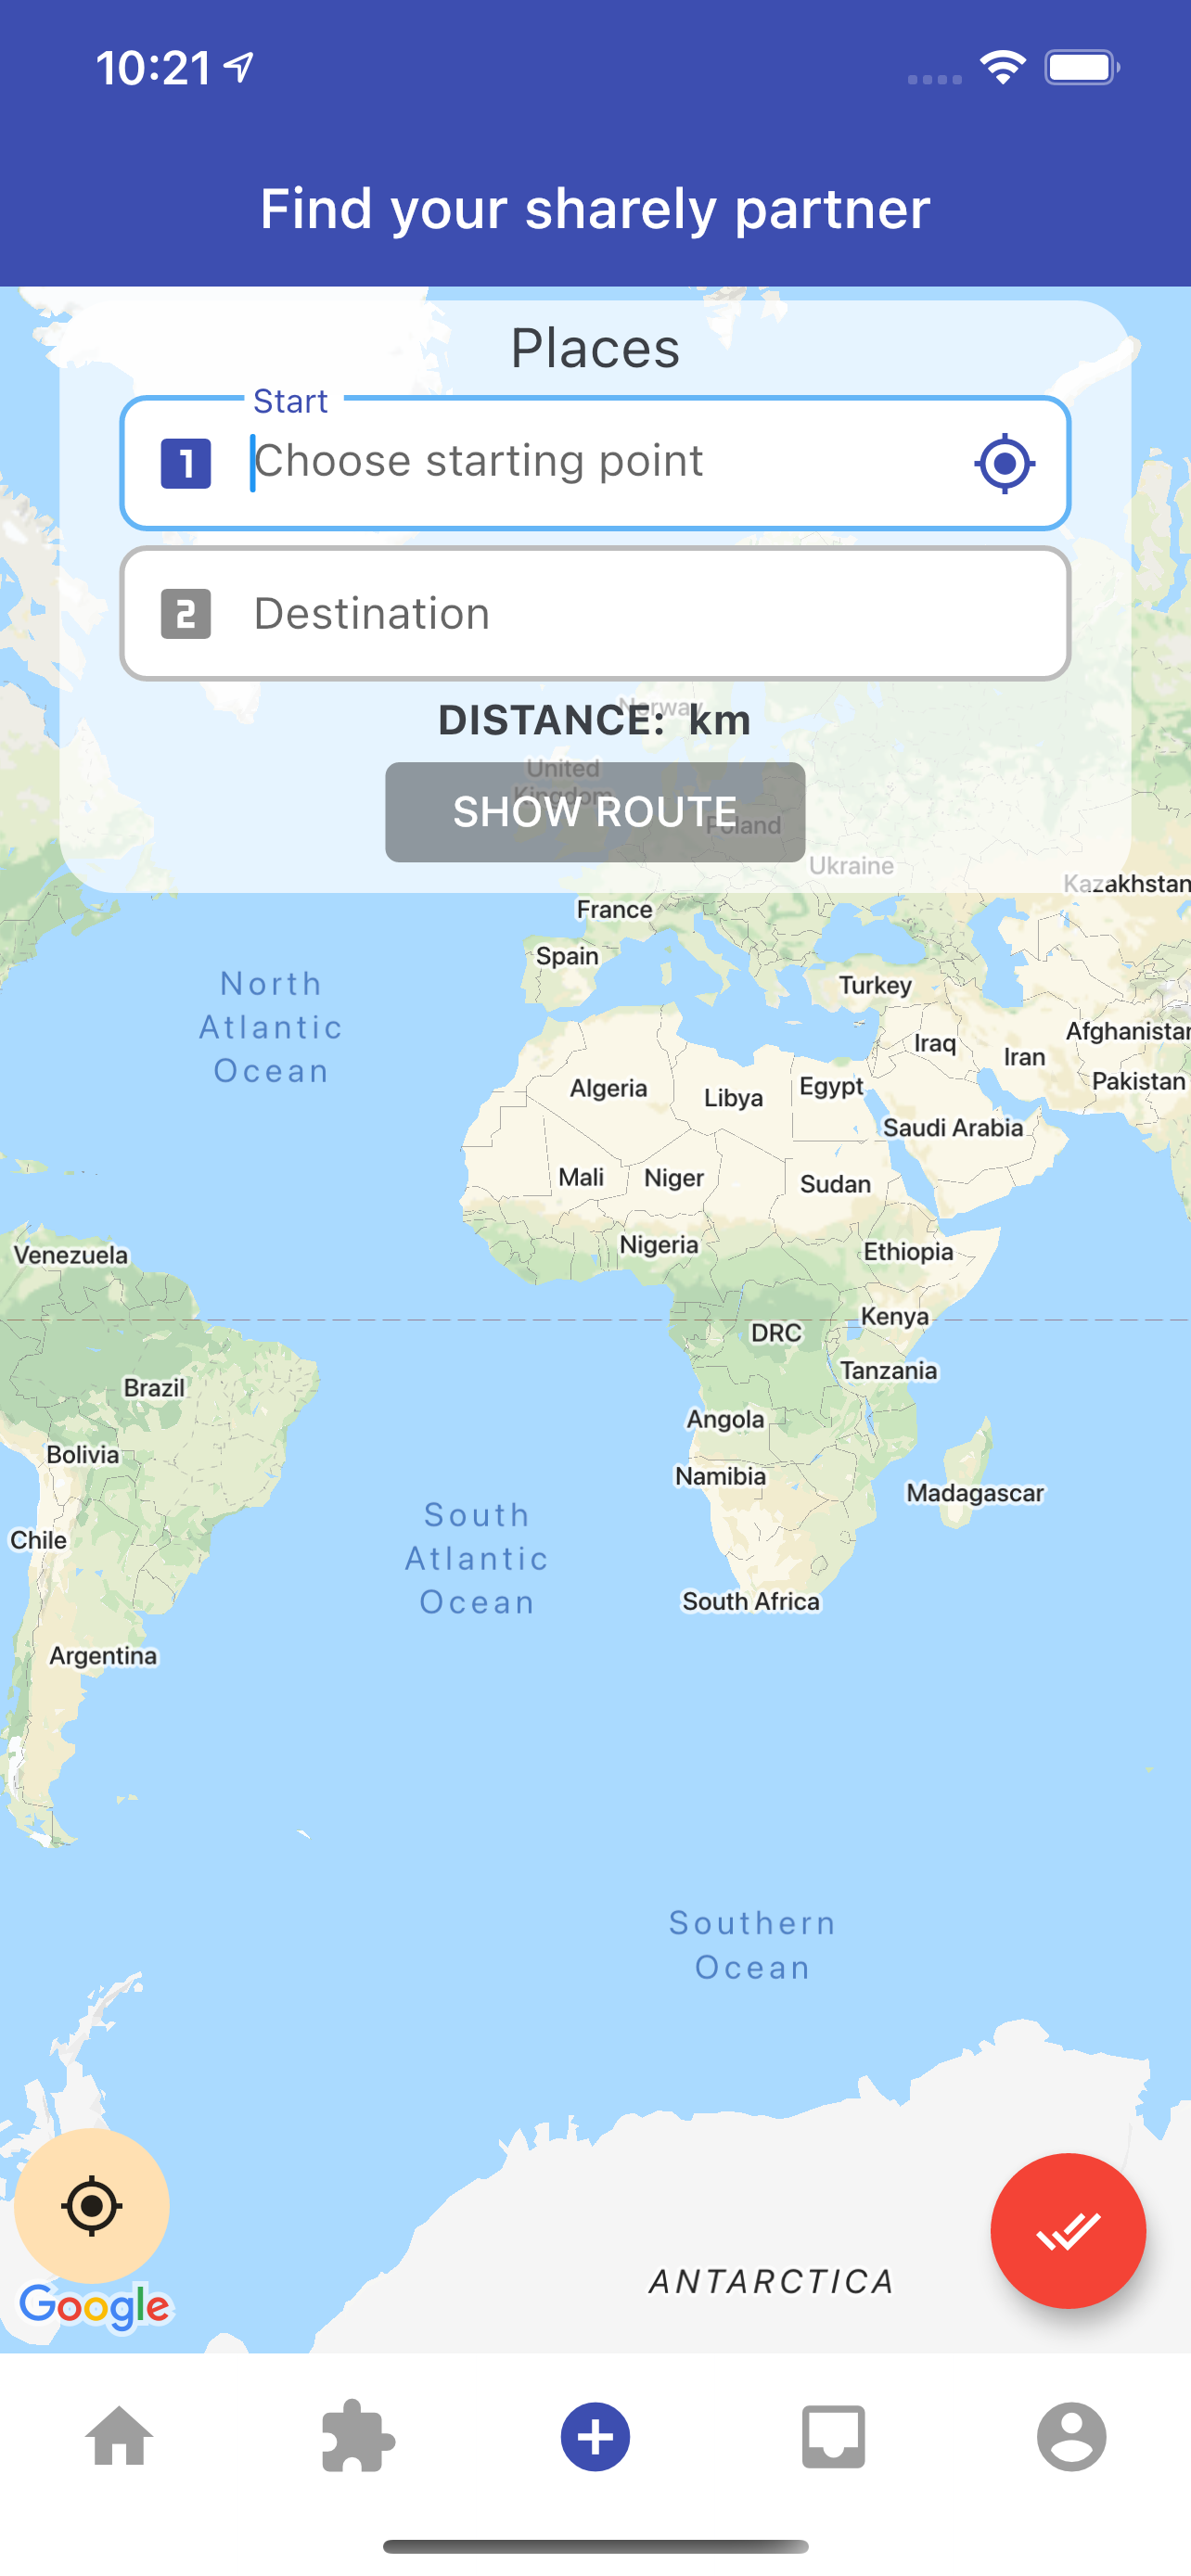 10:21
Find your sharely partner
Places
Start
1 Choose starting point
2 Destination
Norway
DISTANCE: km
United
Kingdom
SHOW ROUTE
Poland
Ukraine
Kazakhstan
France
Spain
Turkey
North
Atlantic
Ocean
Iraq
Iran
Afghanistan
Pakistan
Algeria
Libya
Egypt
Saudi Arabia
Mali
Niger
Sudan
Nigeria
Ethiopia
Venezuela
Kenya
DRC
Tanzania
Brazil
Angola
Bolivia
Namibia
Madagascar
South
Atlantic
Ocean
Chile
South Africa
Argentina
Southern
Ocean
ANTARCTICA
Google